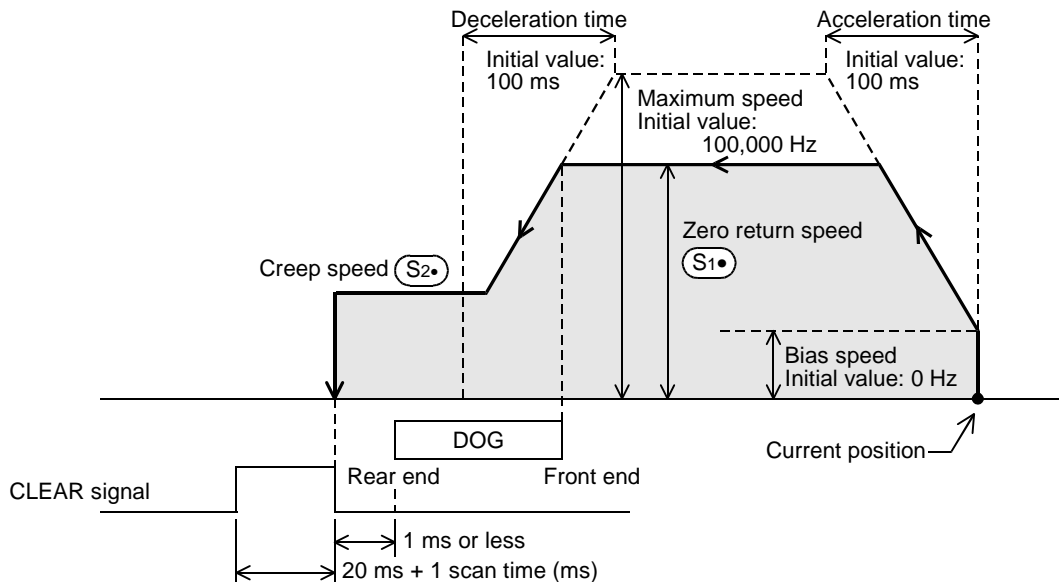 Deceleration time
Acceleration time
Initial value:
100 ms
Initial value:
100 ms
Maximum speed
Initial value:
100,000 Hz
Zero return speed
S1•
Creep speed S2•
Bias speed
Initial value: 0 Hz
DOG
Current position
Rear end
Front end
CLEAR signal
1 ms or less
20 ms + 1 scan time (ms)